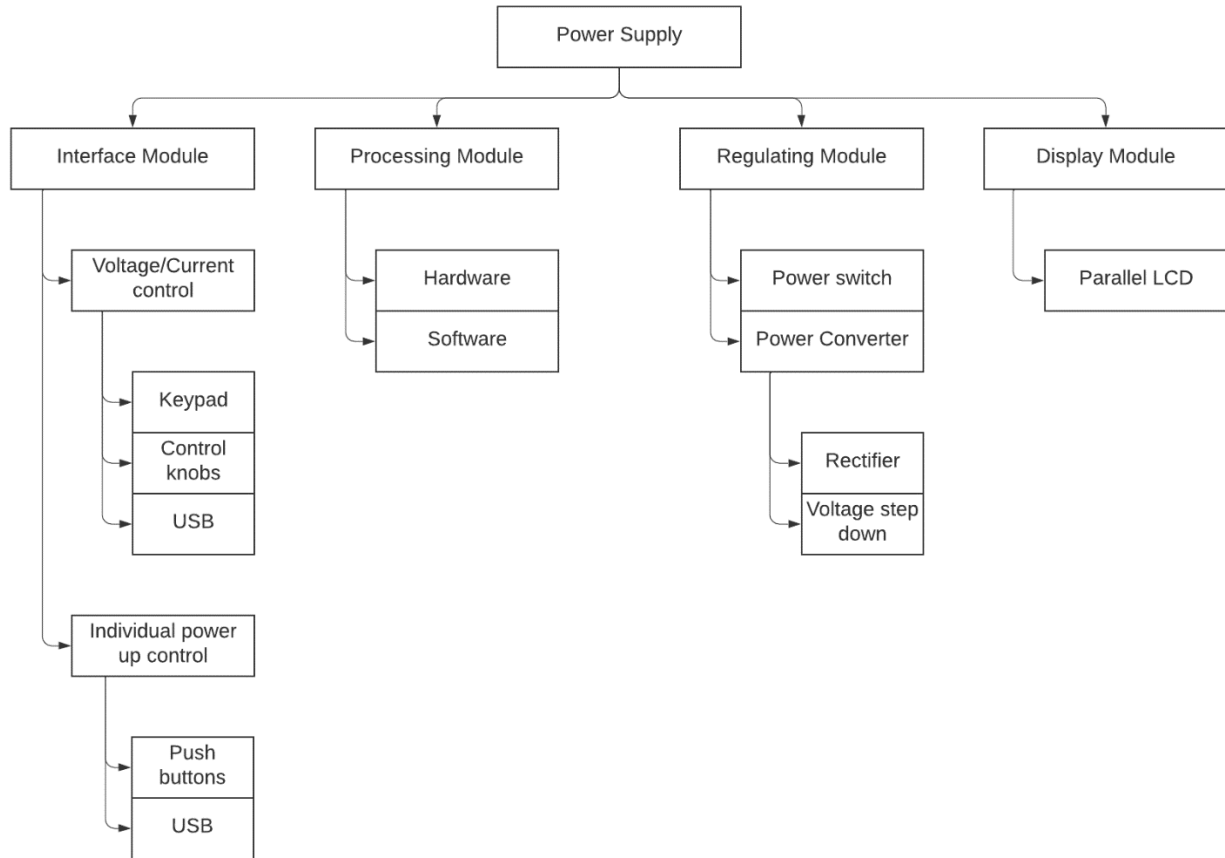 Power Supply
Interface Module
Processing Module
Regulating Module
Display Module
Voltage/Current
control
Hardware
Power switch
Parallel LCD
Software
Power Converter
Keypad
Control
knobs
Rectifier
USB
Voltage step
down
Individual power
up control
Push
buttons
USB